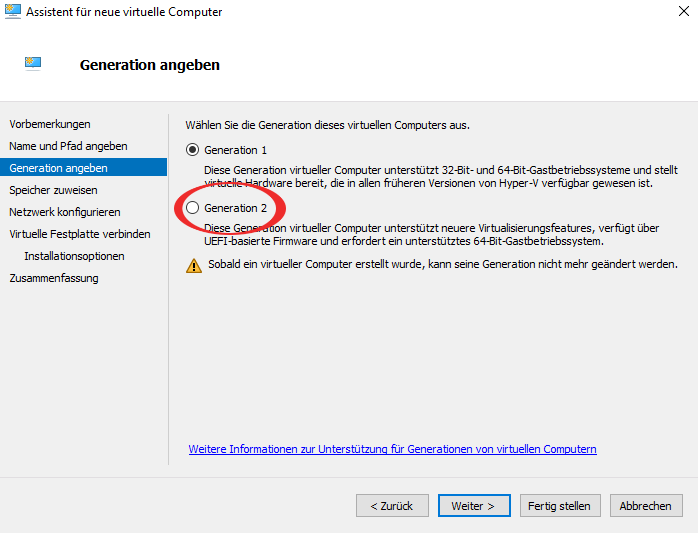 Assistent für neue virtuelle Computer
Generation angeben
Vorbemerkungen
Name und Pfad angeben
Generation angeben
Speicher zuweisen
Netzwerk konfigurieren
Virtuelle Festplatte verbinden
Installationsoptionen
Zusammenfassung
Wählen Sie die Generation dieses virtuellen Computers aus.
Generation 1
Diese Generation virtueller Computer unterstützt 32-Bit- und 64-Bit-Gastbetriebssysteme und stellt
virtuelle Hardware bereit, die in allen früheren Versionen von Hyper-V verfügbar gewesen ist.
Generation 2
Diese Generation virtueller Computer unterstützt neuere Virtualisierungsfeatures, verfügt über
UEFI-basierte Firmware und erfordert ein unterstütztes 64-Bit-Gastbetriebssystem.
Sobald ein virtueller Computer erstellt wurde, kann seine Generation nicht mehr geändert werden.
Weitere Informationen zur Unterstützung für Generationen von virtuellen Computern
< Zurück
Weiter >
Fertig stellen
Abbrechen